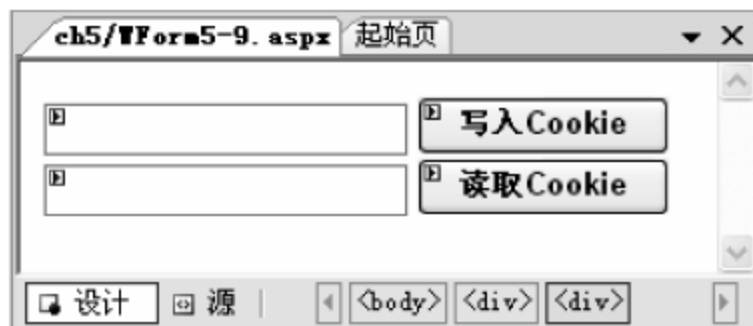 ch5/WForm5-9.aspx 起始页
写入Cookie
读取Cookie
设计 源 <body> <div> <div>